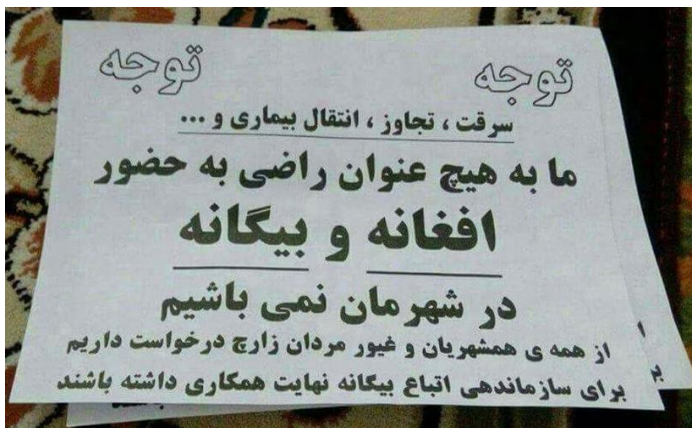 توجه توجه
سرقت ، تجاوز ، انتقال بیماری و ...
ما به هیچ عنوان راضی به حضور
افغانه و بیگانه
در شهرمان نمی باشیم
از همه ی همشهریان و غیور مردان زارچ درخواست داریم
برای سازماندهی اتباع بیگانه نهایت همکاری داشته باشند